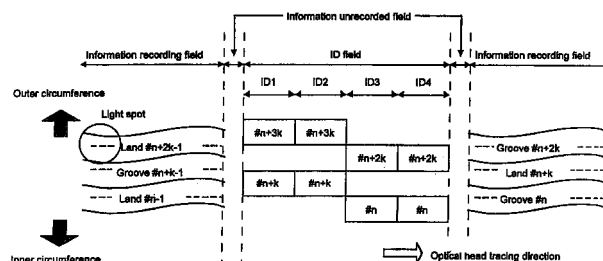 Information unrecorded field
Information recording field
ID field
Information recording field
ID1 ID2 ID3 ID4
Outer circumference
Light spot
#n+3k #n+3k
Land #n+2k-1 #n+2k #n+2k Groove #n+2k
Groove #n+k-1 #n+k #n+k Land #n+k
Land #n-1 #n #n Groove #n
Inner circumference
Optical head tracing direction